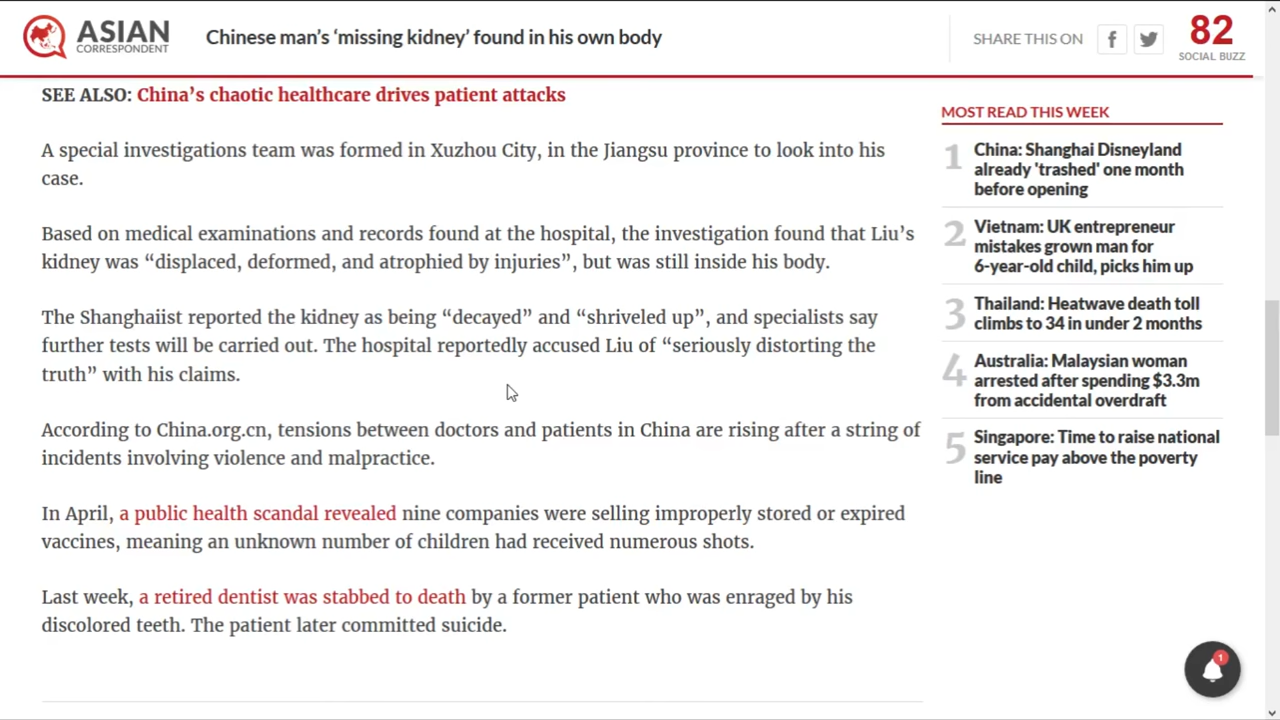 ASIAN
CORRESPONDENT
Chinese man’s ‘missing kidney’ found in his own body
SHARE THIS ON
82
SOCIAL BUZZ
SEE ALSO: China’s chaotic healthcare drives patient attacks
A special investigations team was formed in Xuzhou City, in the Jiangsu province to look into his
case.
Based on medical examinations and records found at the hospital, the investigation found that Liu’s
kidney was “displaced, deformed, and atrophied by injuries”, but was still inside his body.
The Shanghaiist reported the kidney as being “decayed” and “shriveled up”, and specialists say
further tests will be carried out. The hospital reportedly accused Liu of “seriously distorting the
truth” with his claims.
According to China.org.cn, tensions between doctors and patients in China are rising after a string of
incidents involving violence and malpractice.
In April, a public health scandal revealed nine companies were selling improperly stored or expired
vaccines, meaning an unknown number of children had received numerous shots.
Last week, a retired dentist was stabbed to death by a former patient who was enraged by his
discolored teeth. The patient later committed suicide.
MOST READ THIS WEEK
1 China: Shanghai Disneyland
already 'trashed' one month
before opening
2 Vietnam: UK entrepreneur
mistakes grown man for
6-year-old child, picks him up
3 Thailand: Heatwave death toll
climbs to 34 in under 2 months
4 Australia: Malaysian woman
arrested after spending $3.3m
from accidental overdraft
5 Singapore: Time to raise national
service pay above the poverty
line
1